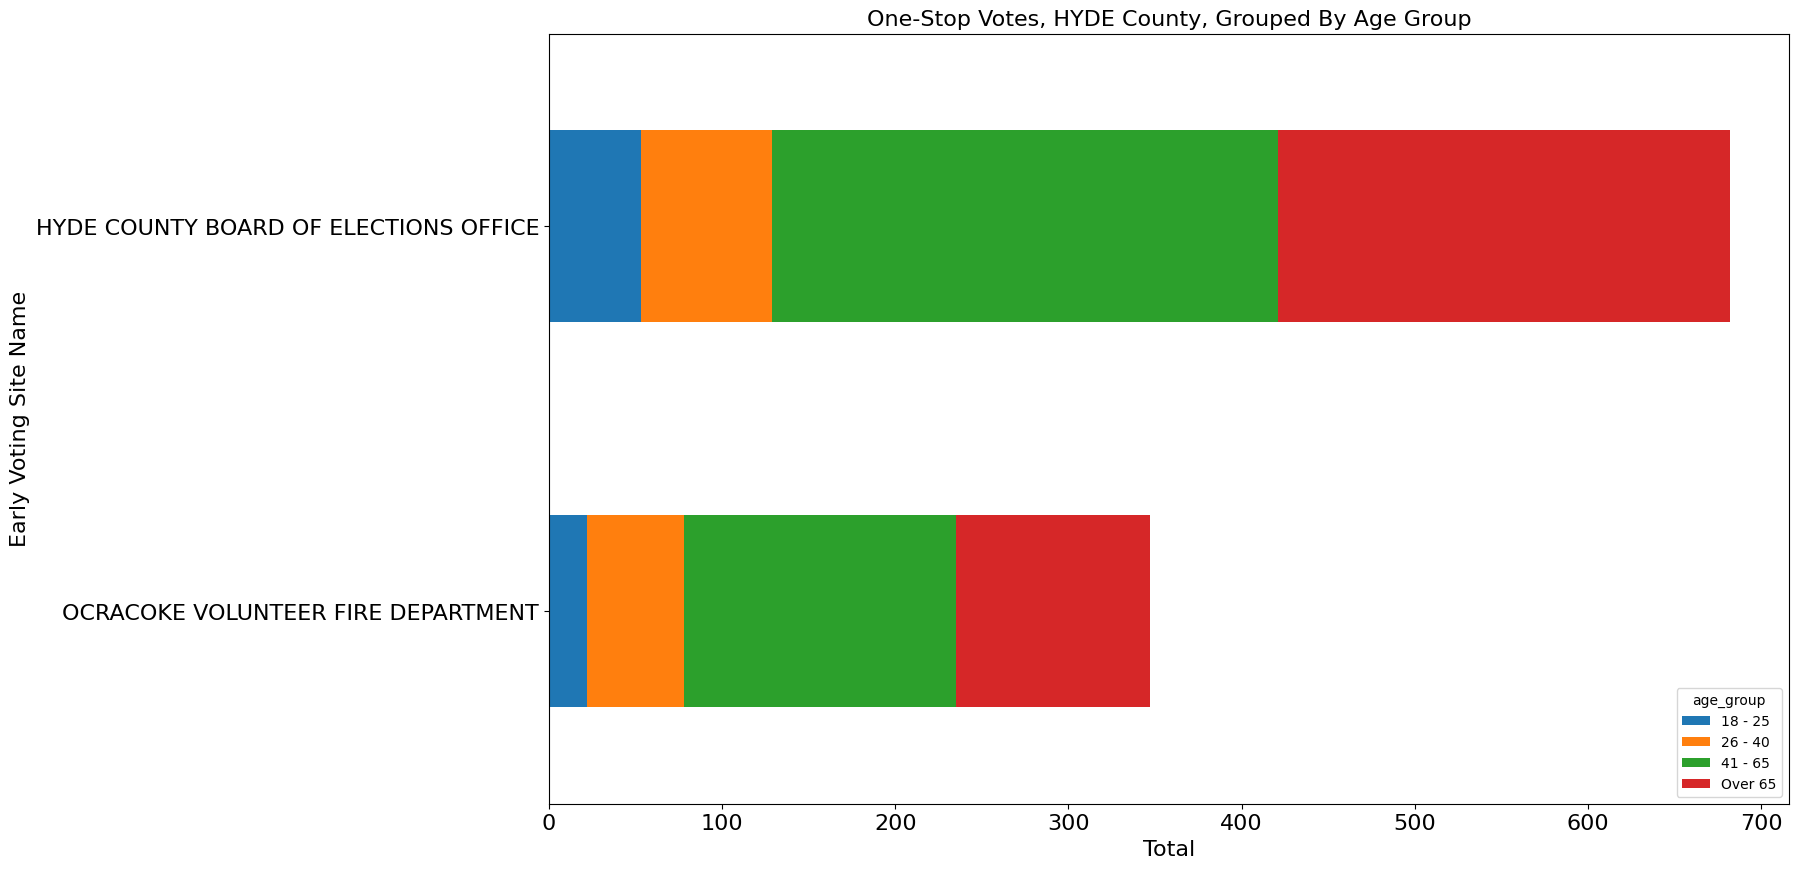 One-Stop Votes, HYDE County, Grouped By Age Group
Early Voting Site Name
HYDE COUNTY BOARD OF ELECTIONS OFFICE
OCRACOKE VOLUNTEER FIRE DEPARTMENT
age_group
18 - 25
26 - 40
41 - 65
Over 65
0 100 200 300 400 500 600 700
Total